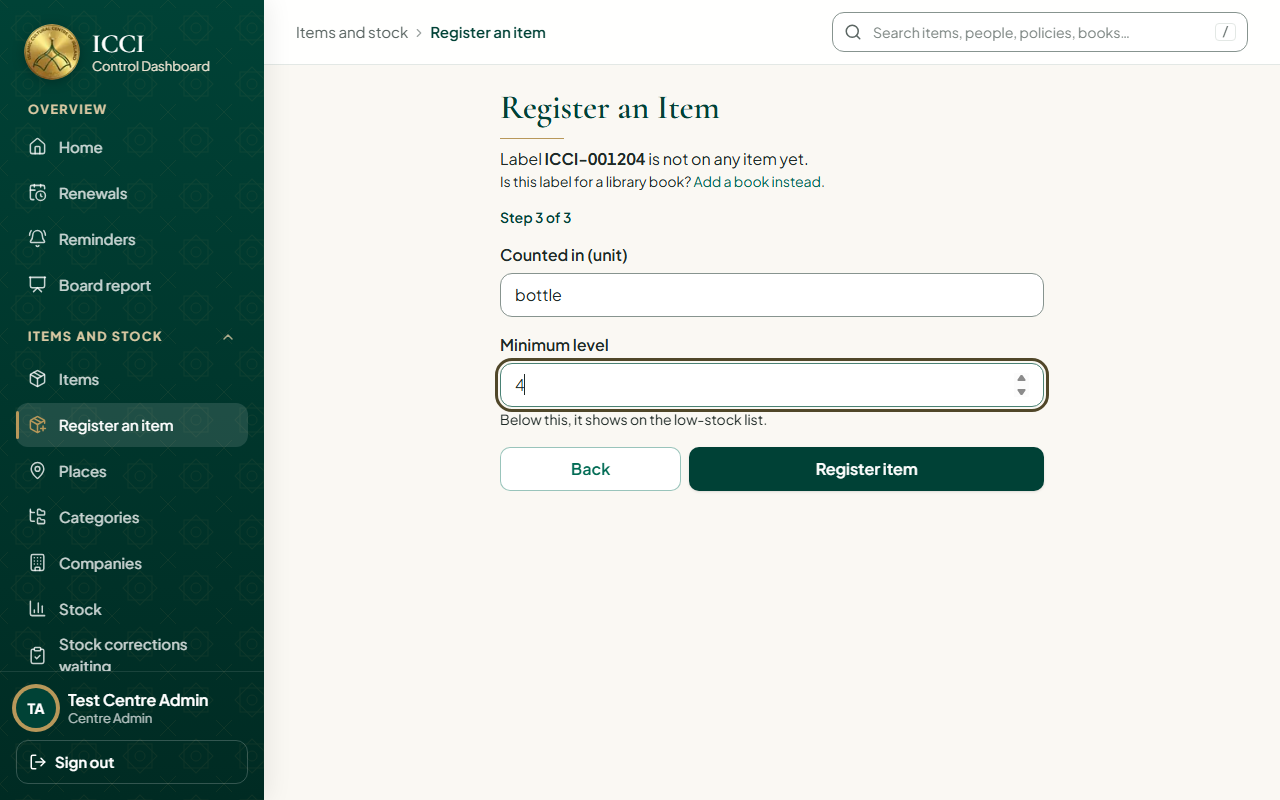 ICCI
Control Dashboard
OVERVIEW
Home
Renewals
Reminders
Board report
ITEMS AND STOCK
Items
Register an item
Places
Categories
Companies
Stock
Stock corrections
waiting
TA
Test Centre Admin
Centre Admin
Sign out
Items and stock › Register an item
Search items, people, policies, books… /
Register an Item
Label ICCI-001204 is not on any item yet.
Is this label for a library book? Add a book instead.
Step 3 of 3
Counted in (unit)
bottle
Minimum level
4
Below this, it shows on the low-stock list.
Back
Register item